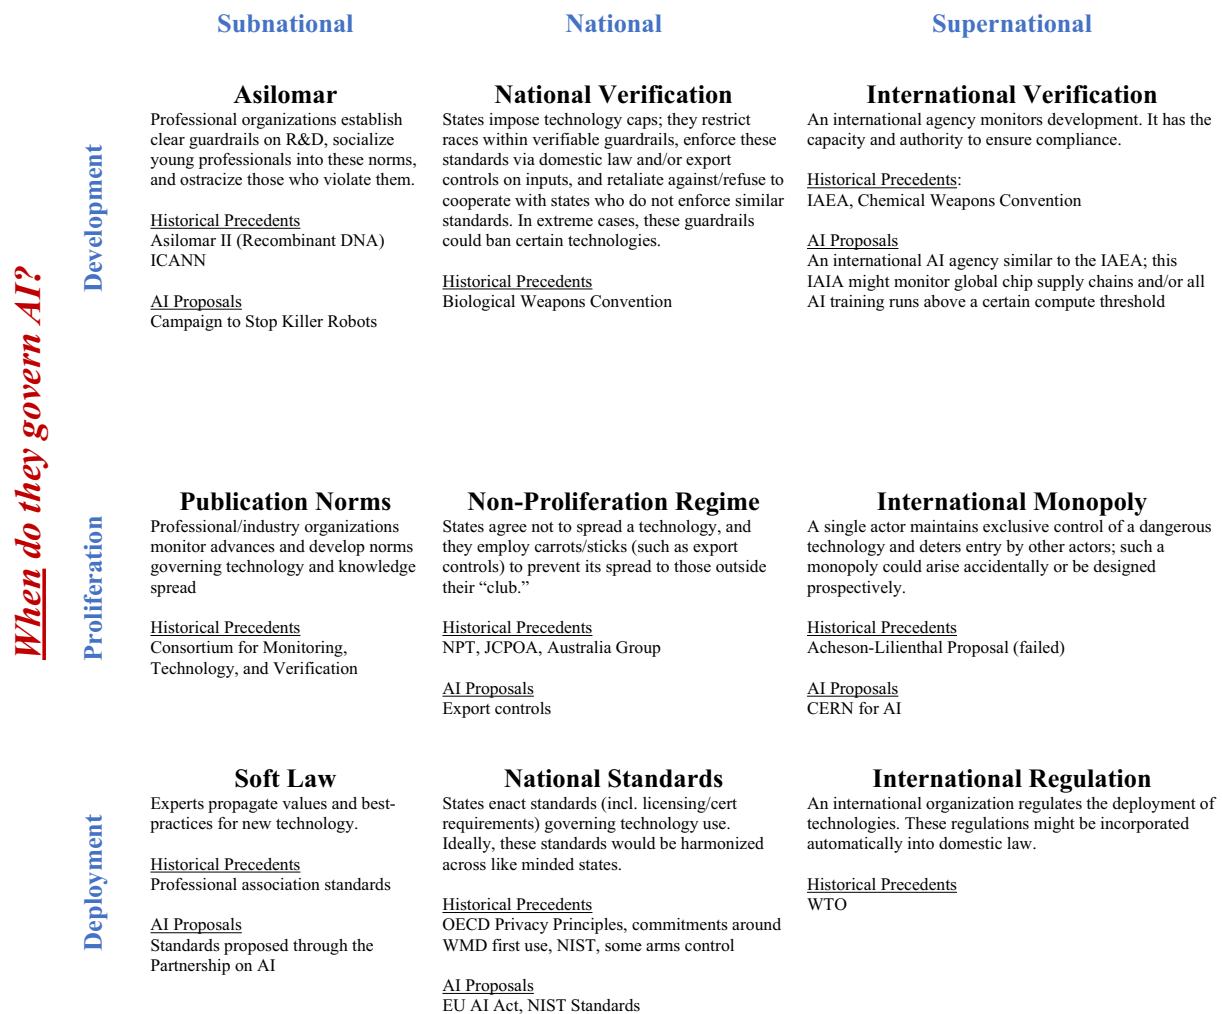 Subnational
National
Supernational
When do they govern AI?
Development
Asilomar
Professional organizations establish
clear guardrails on R&D, socialize
young professionals into these norms,
and ostracize those who violate them.
Historical Precedents
Asilomar II (Recombinant DNA)
ICANN
AI Proposals
Campaign to Stop Killer Robots
National Verification
States impose technology caps; they restrict
races within verifiable guardrails, enforce these
standards via domestic law and/or export
controls on inputs, and retaliate against/refuse to
cooperate with states who do not enforce similar
standards. In extreme cases, these guardrails
could ban certain technologies.
Historical Precedents
Biological Weapons Convention
International Verification
An international agency monitors development. It has the
capacity and authority to ensure compliance.
Historical Precedents:
IAEA, Chemical Weapons Convention
AI Proposals
An international AI agency similar to the IAEA; this
IAIA might monitor global chip supply chains and/or all
AI training runs above a certain compute threshold
Proliferation
Publication Norms
Professional/industry organizations
monitor advances and develop norms
governing technology and knowledge
spread
Historical Precedents
Consortium for Monitoring,
Technology, and Verification
Non-Proliferation Regime
States agree not to spread a technology, and
they employ carrots/sticks (such as export
controls) to prevent its spread to those outside
their “club.”
Historical Precedents
NPT, JCPOA, Australia Group
AI Proposals
Export controls
International Monopoly
A single actor maintains exclusive control of a dangerous
technology and deters entry by other actors; such a
monopoly could arise accidentally or be designed
prospectively.
Historical Precedents
Acheson-Lilienthal Proposal (failed)
AI Proposals
CERN for AI
Deployment
Soft Law
Experts propagate values and best-
practices for new technology.
Historical Precedents
Professional association standards
AI Proposals
Standards proposed through the
Partnership on AI
National Standards
States enact standards (incl. licensing/cert
requirements) governing technology use.
Ideally, these standards would be harmonized
across like minded states.
Historical Precedents
OECD Privacy Principles, commitments around
WMD first use, NIST, some arms control
AI Proposals
EU AI Act, NIST Standards
International Regulation
An international organization regulates the deployment of
technologies. These regulations might be incorporated
automatically into domestic law.
Historical Precedents
WTO